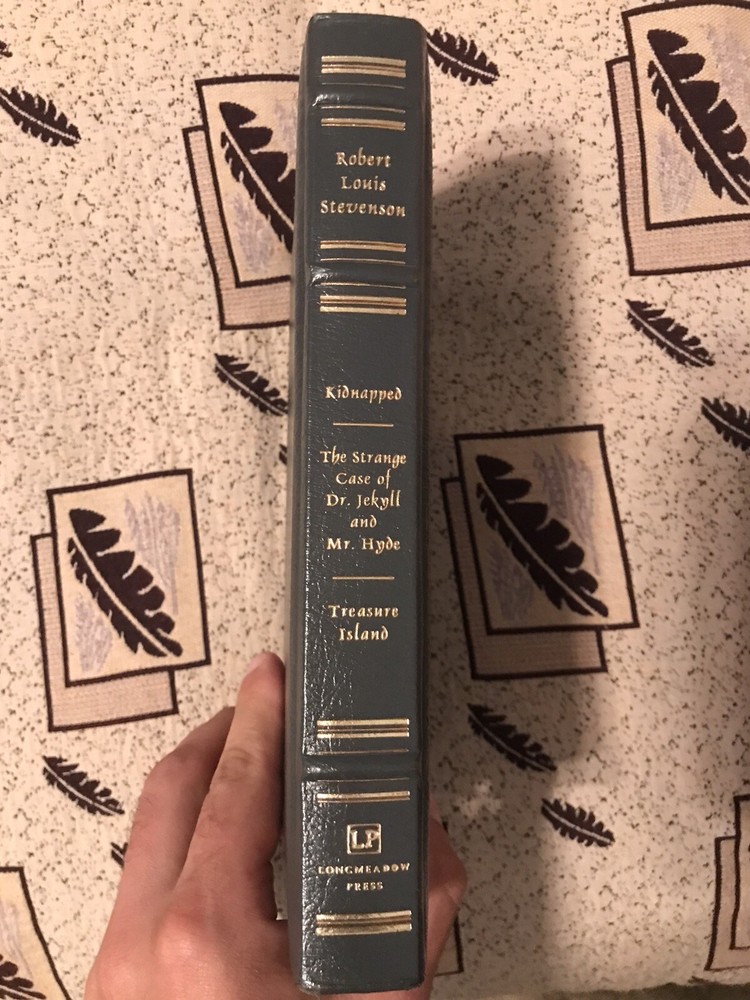 Robert
Louis
Stevenson
Kidnapped
The Strange
Case of
Dr. Jekyll
and
Mr. Hyde
Treasure
Island
LP
LONGMEADOW
PRESS